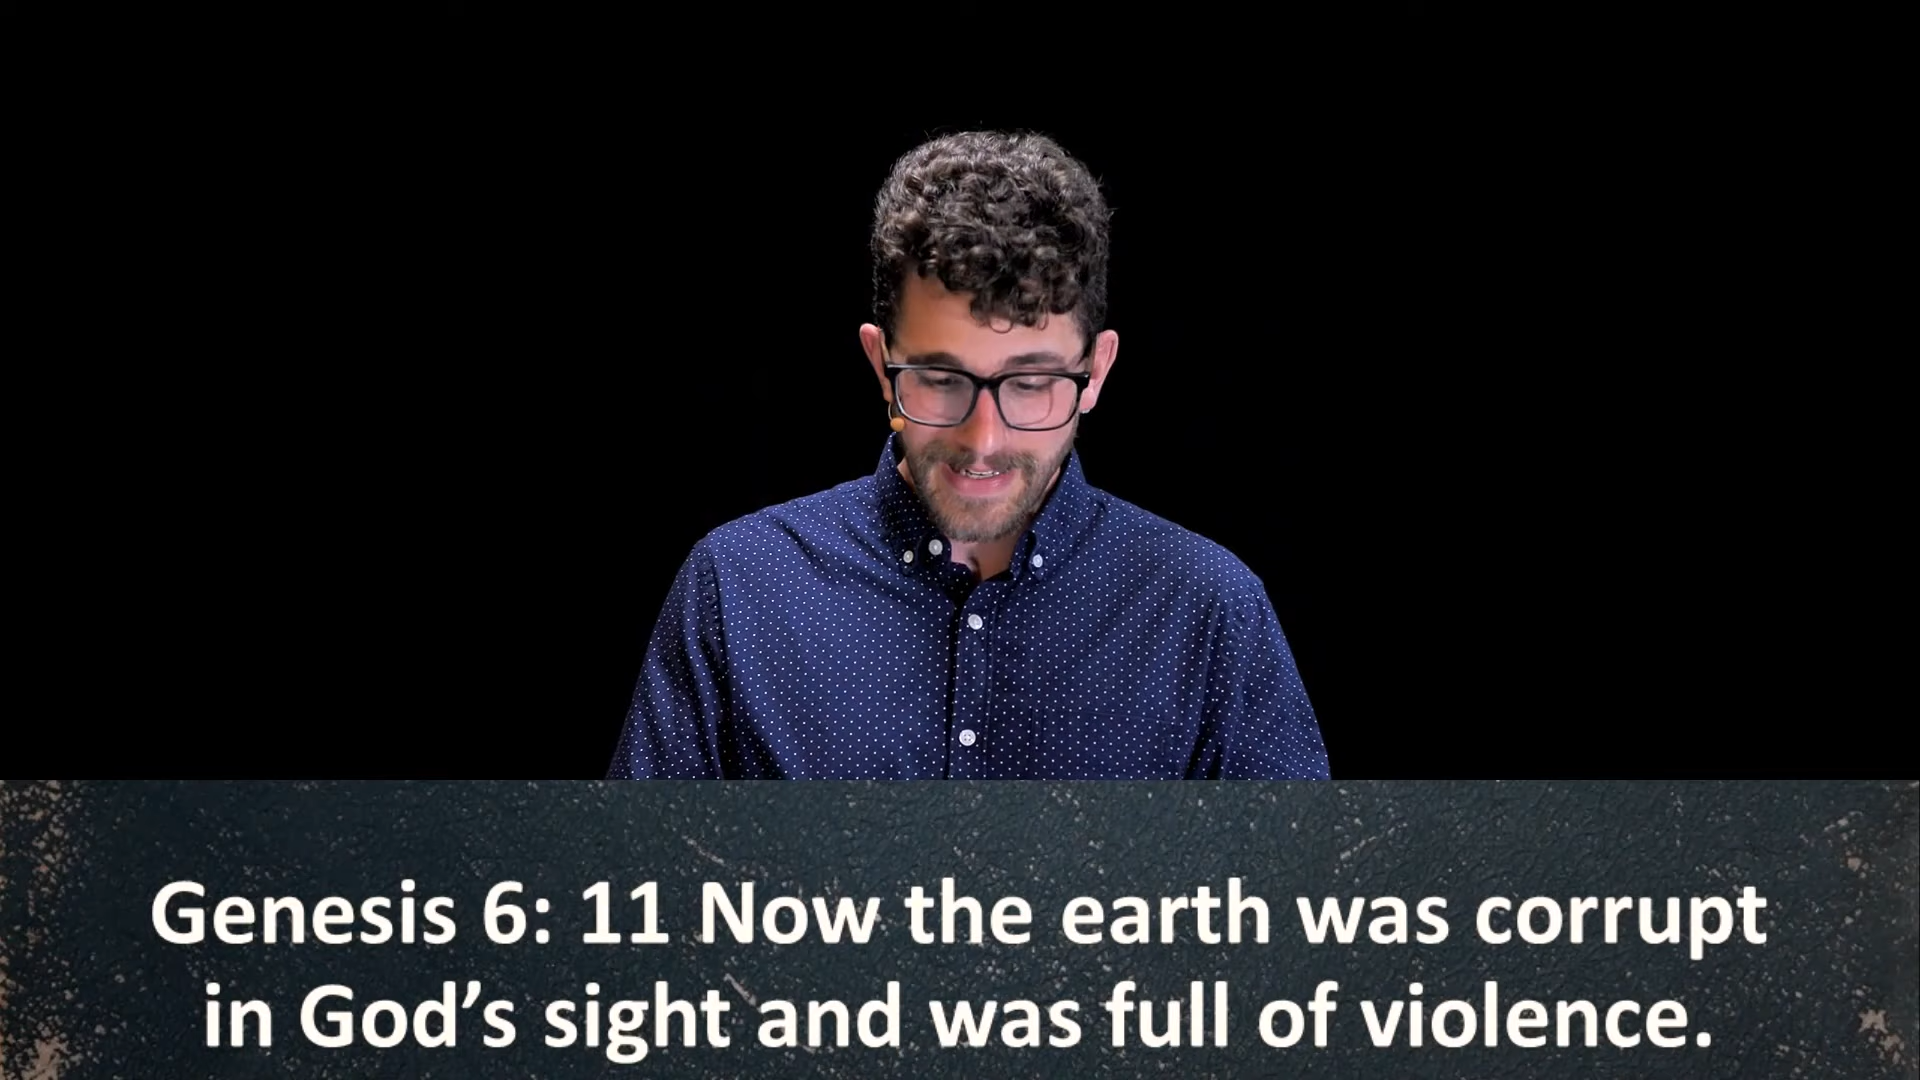 Genesis 6: 11 Now the earth was corrupt
in God’s sight and was full of violence.